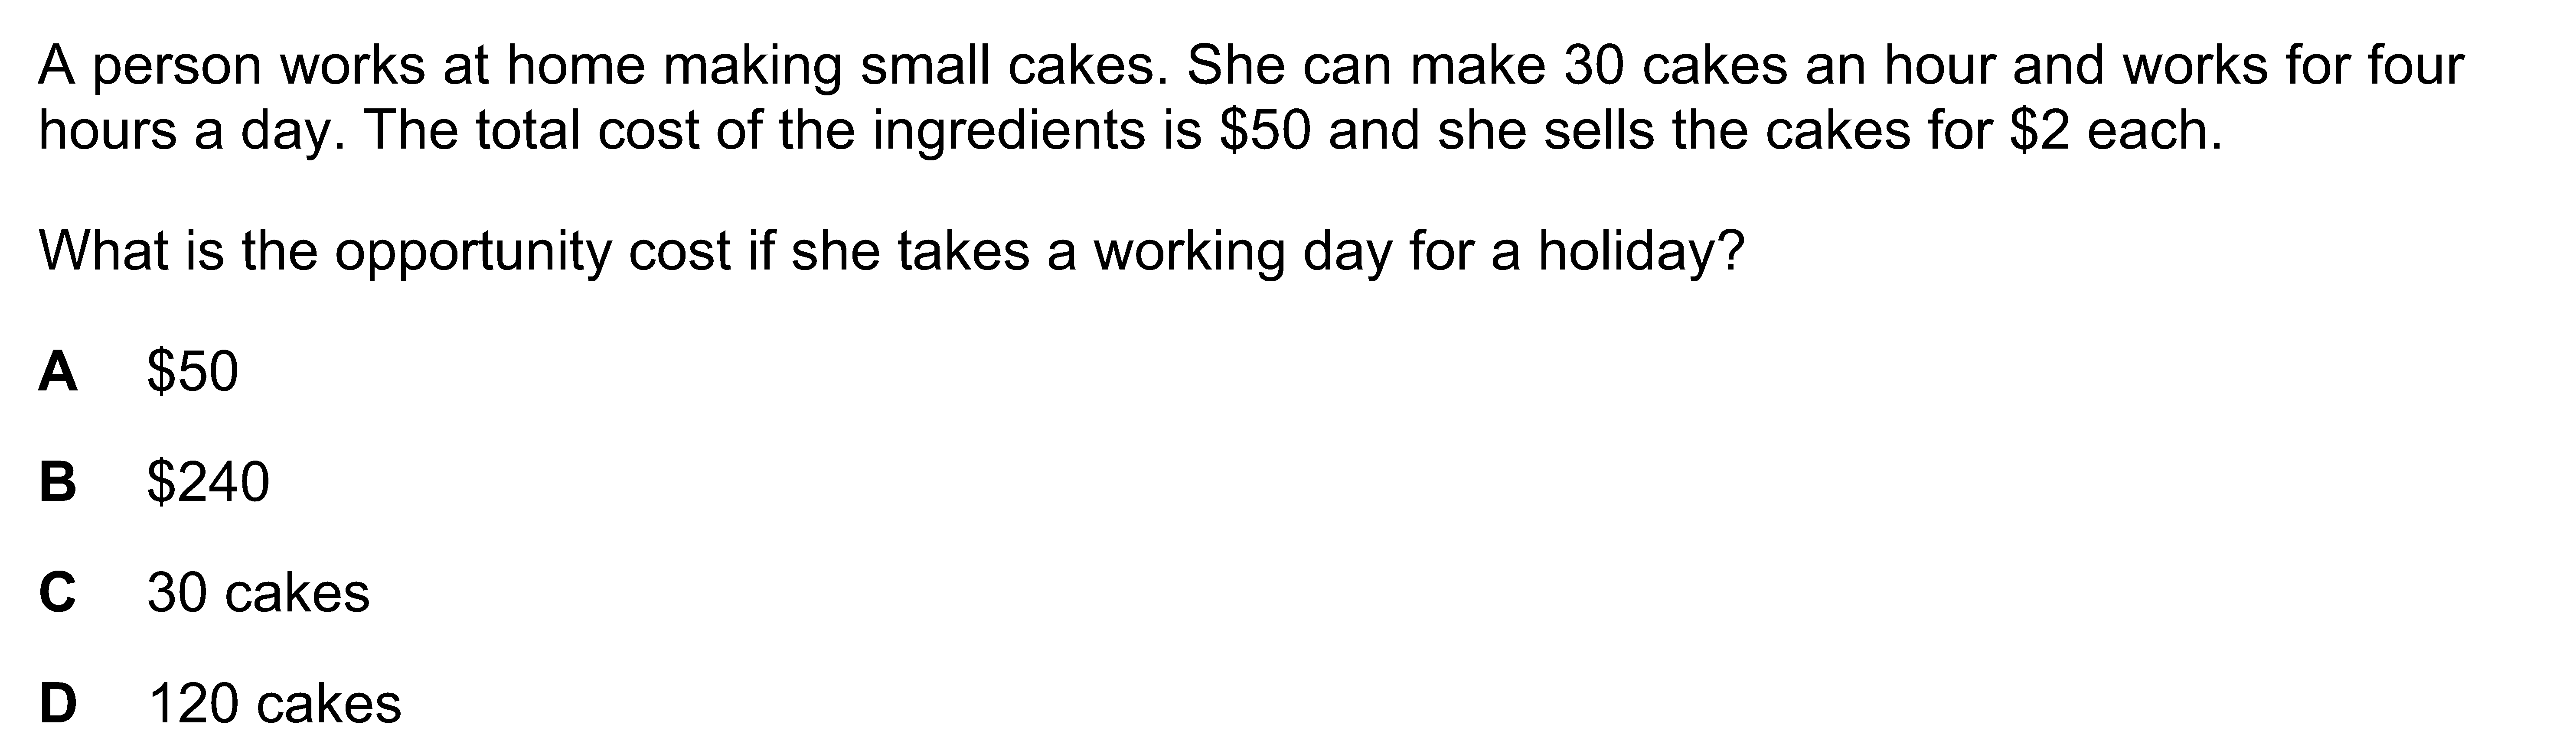 A person works at home making small cakes. She can make 30 cakes an hour and works for four
hours a day. The total cost of the ingredients is $50 and she sells the cakes for $2 each.
What is the opportunity cost if she takes a working day for a holiday?
A $50
B $240
C 30 cakes
D 120 cakes